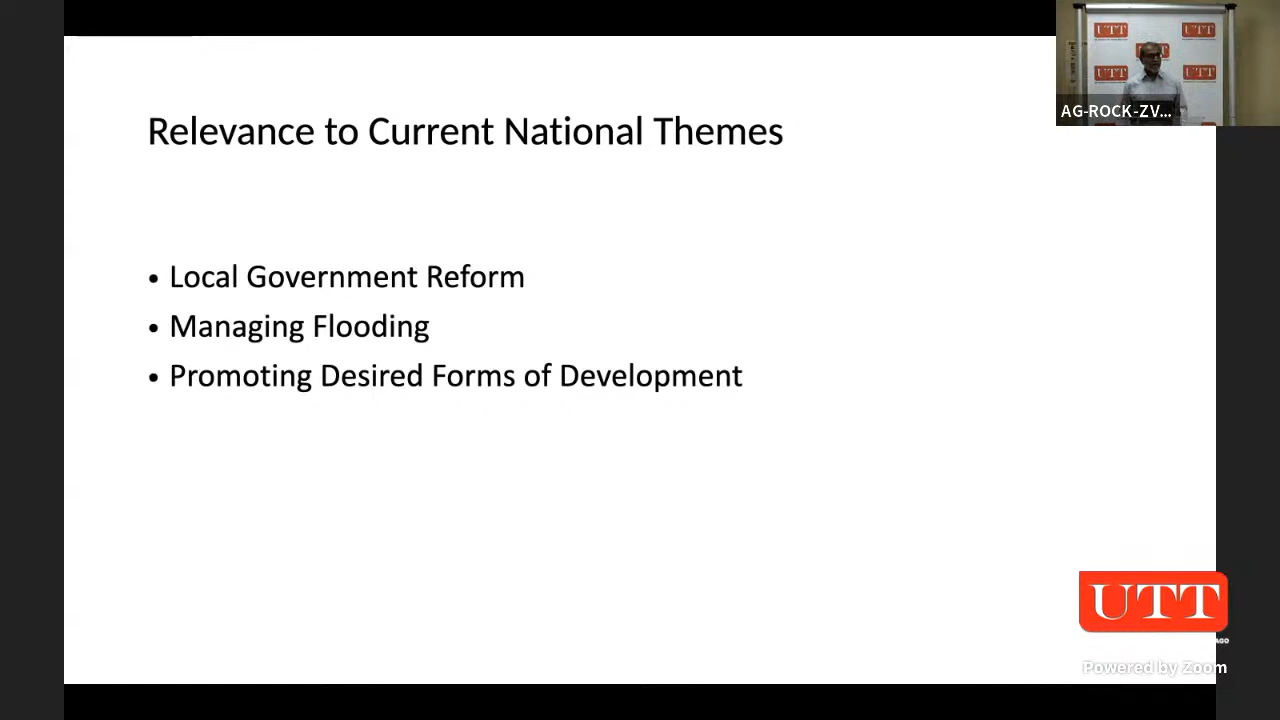 UTT UTT
UTT
UTT UTT
AG-ROCK-ZV...
Relevance to Current National Themes
• Local Government Reform
• Managing Flooding
• Promoting Desired Forms of Development
UTT
AGO
Powered by Zoom